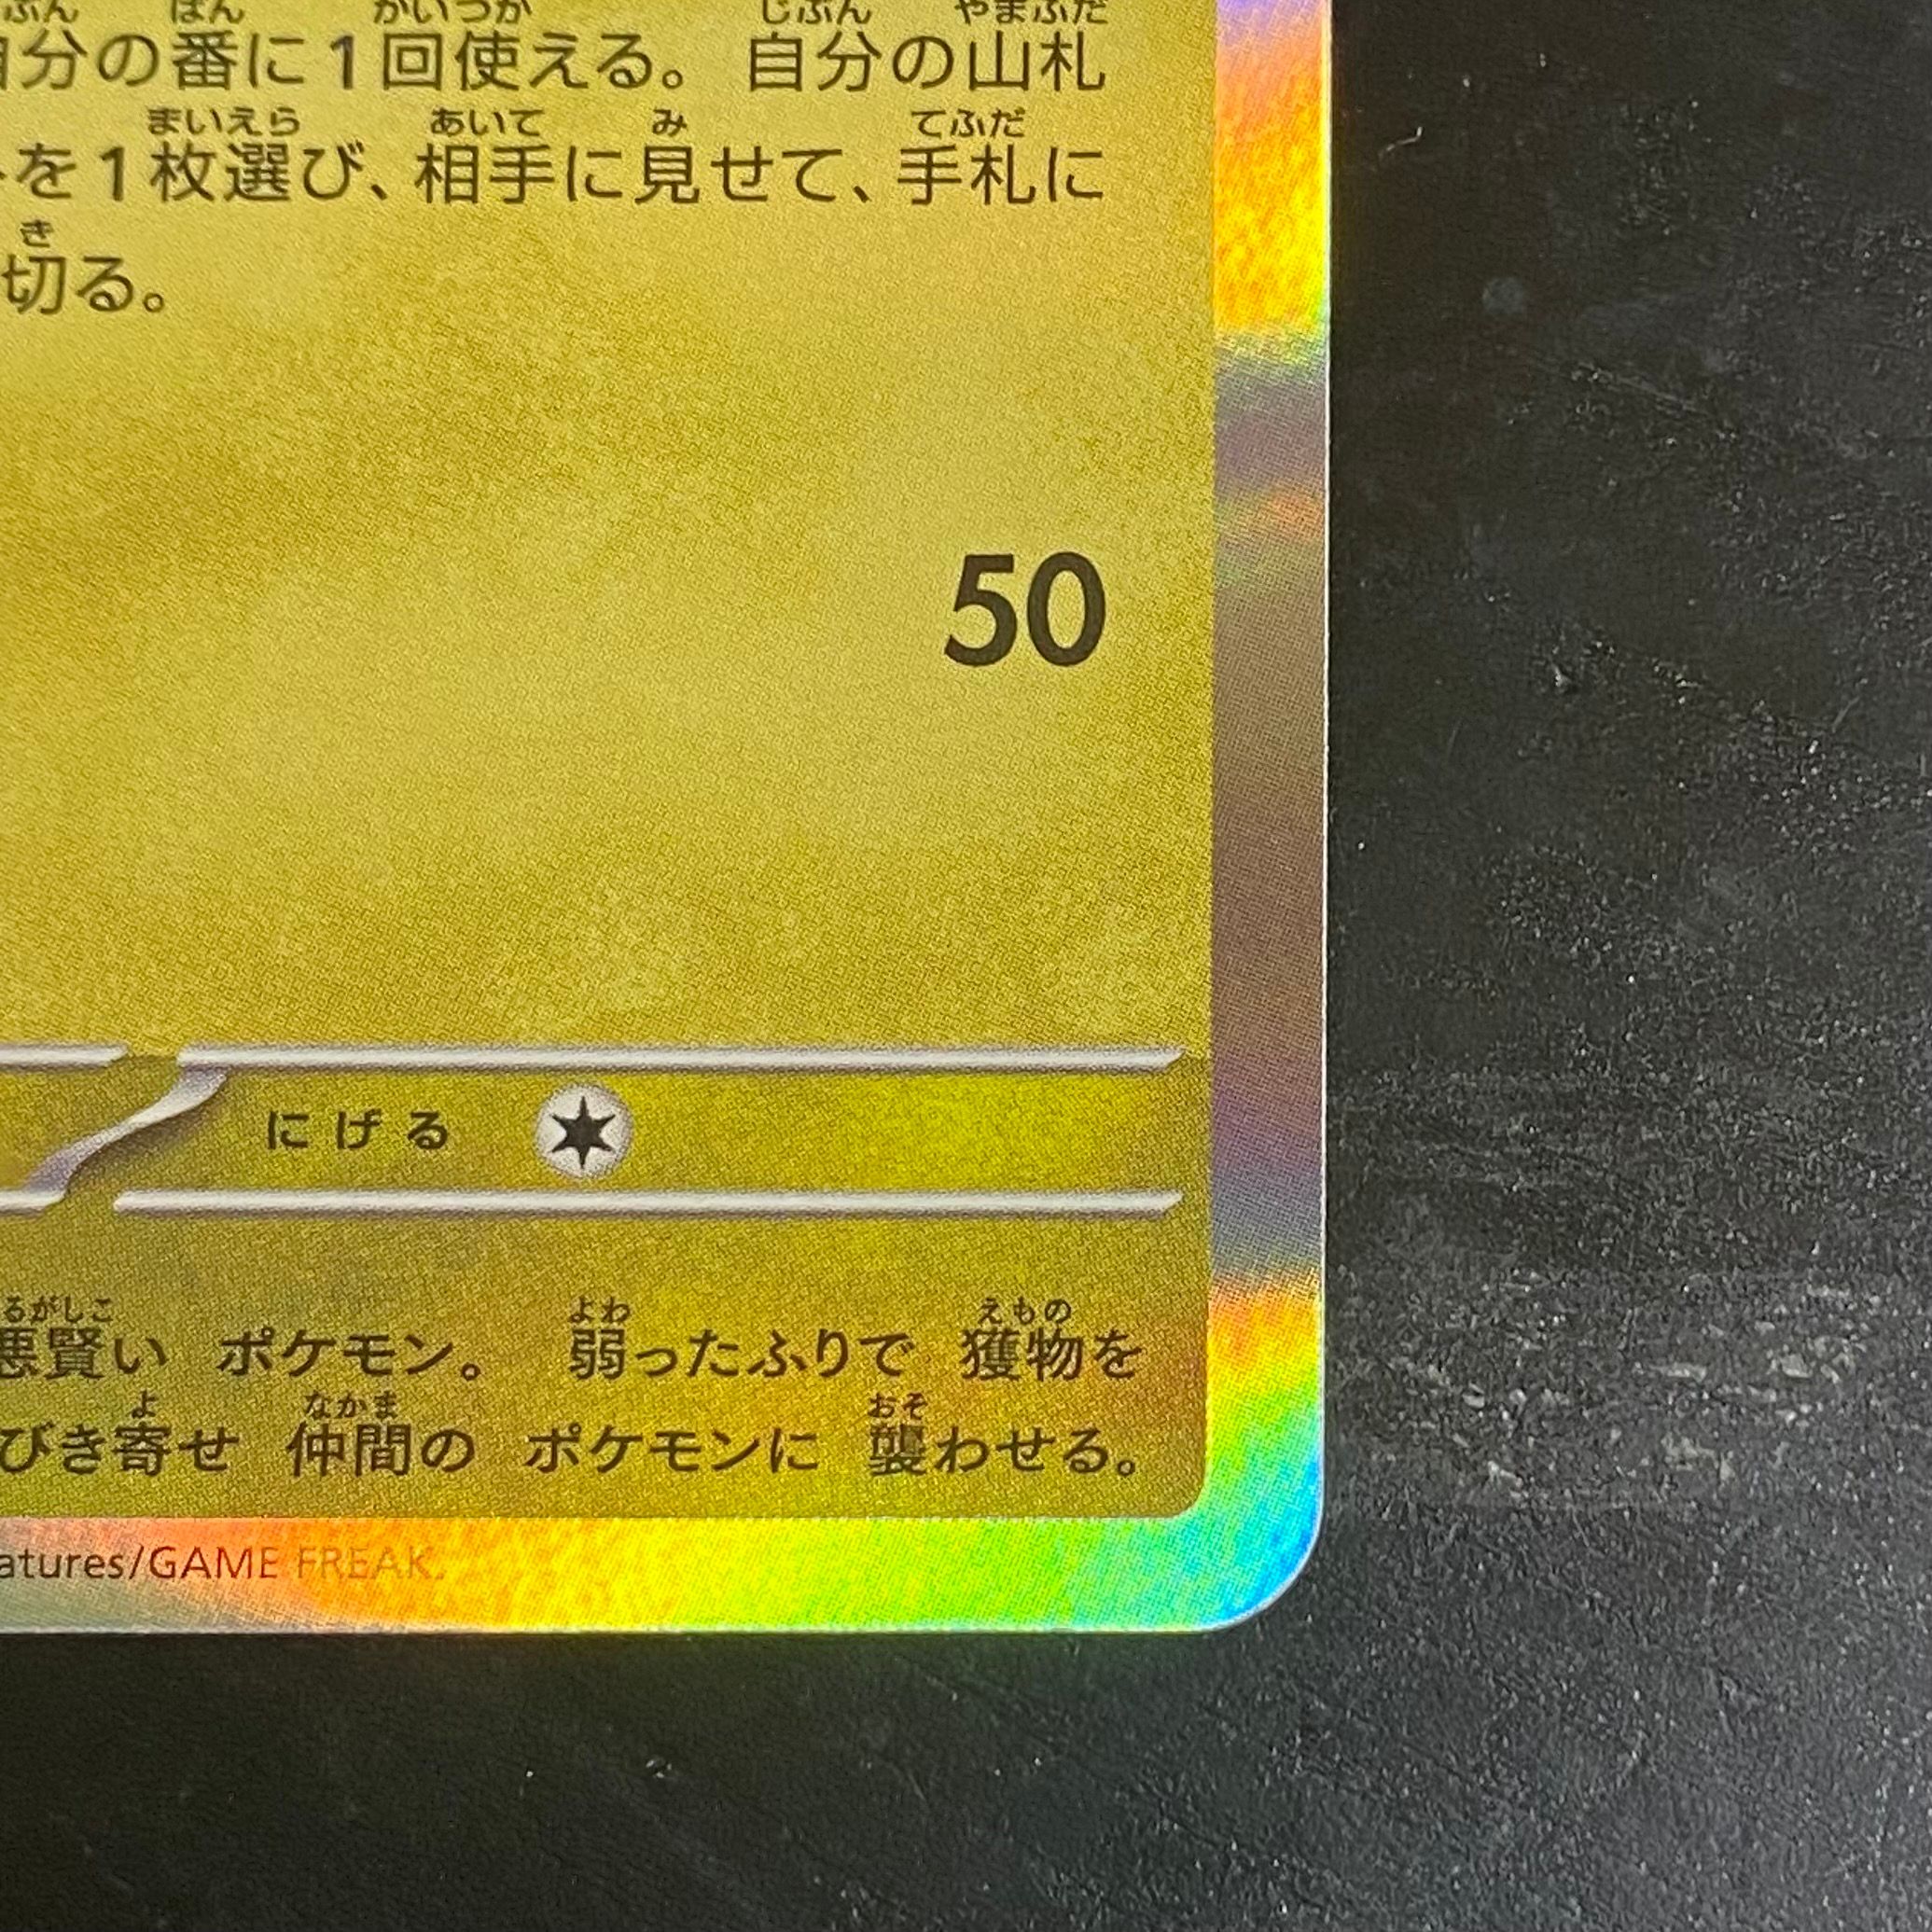 自分の番に1回使える。自分の山札
を1枚選び、相手に見せて、手札に
切る。
50
にげる
悪賢い ポケモン。 弱ったふりで 獲物を
びき寄せ 仲間の ポケモンに 襲わせる。
atures/GAME FREAK.